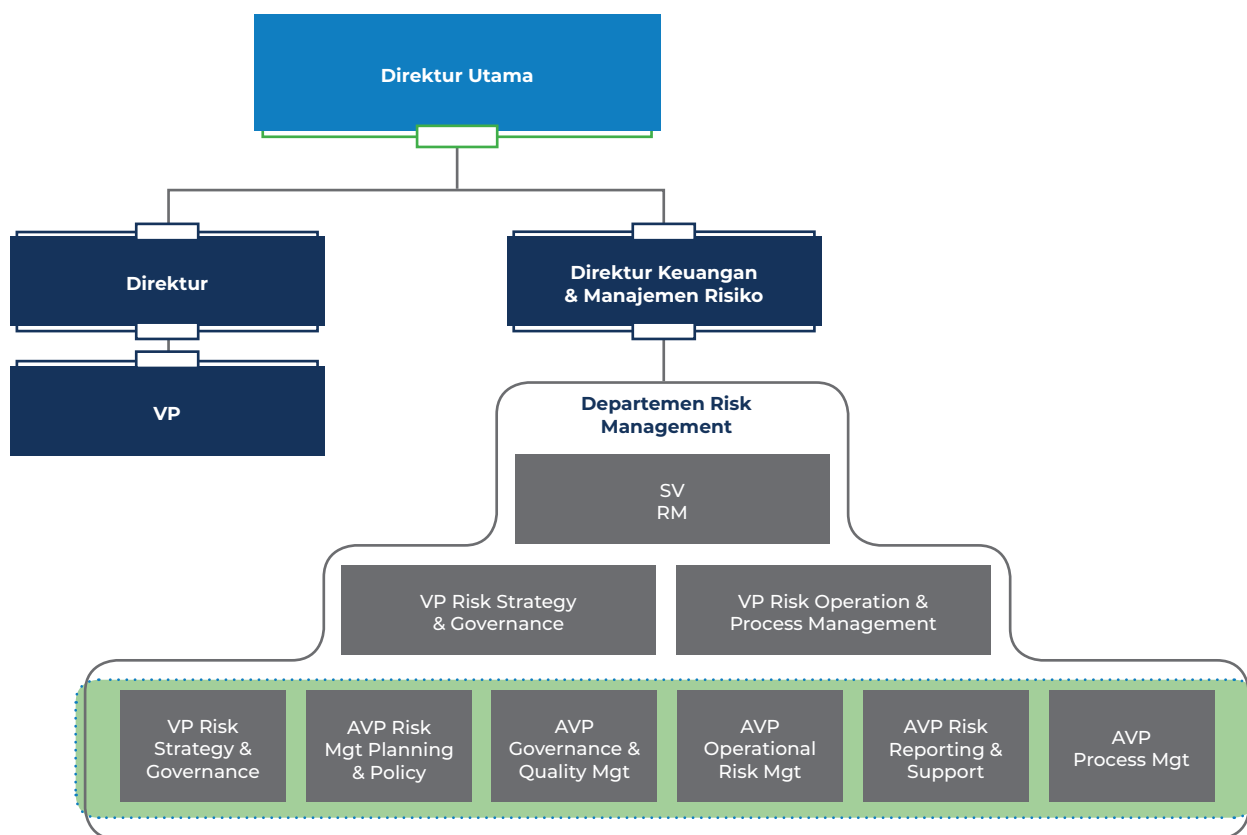 Direktur Utama
Direktur
Direktur Keuangan
& Manajemen Risiko
VP
Departemen Risk
Management
SV
RM
VP Risk Strategy
& Governance
VP Risk Operation &
Process Management
VP Risk
Strategy &
Governance
AVP Risk
Mgt Planning
& Policy
AVP
Governance &
Quality Mgt
AVP
Operational
Risk Mgt
AVP Risk
Reporting &
Support
AVP
Process Mgt